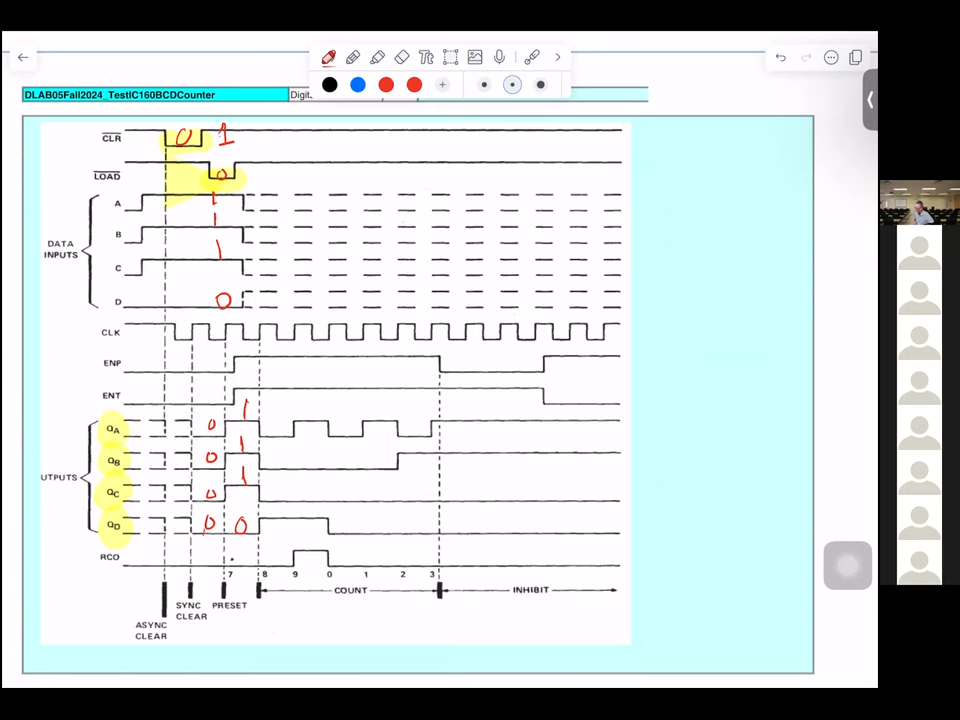 DLAB05Fall2024_TestIC160BCDCounter
Digit
CLR
0 1
LOAD
0
A
1
B
1
DATA
INPUTS
C
1
D
0
CLK
ENP
ENT
1
QA
0
1
QB
0
1
QC
0
QD
0 0
UTPUTS
RCO
7 8 9 0 1 2 3
COUNT
INHIBIT
SYNC
CLEAR
PRESET
ASYNC
CLEAR